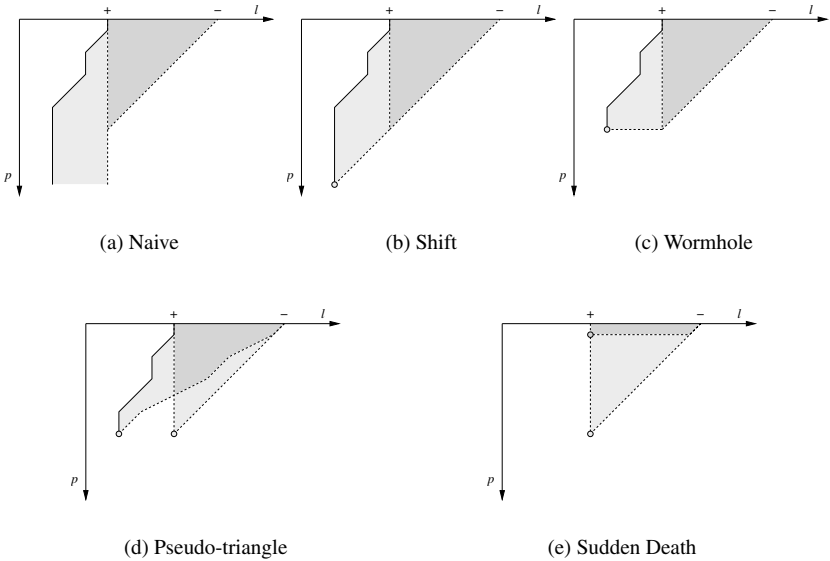 + − l
p
(a) Naive
+ − l
p
(b) Shift
+ − l
p
(c) Wormhole
+ − l
p
(d) Pseudo-triangle
+ − l
p
(e) Sudden Death